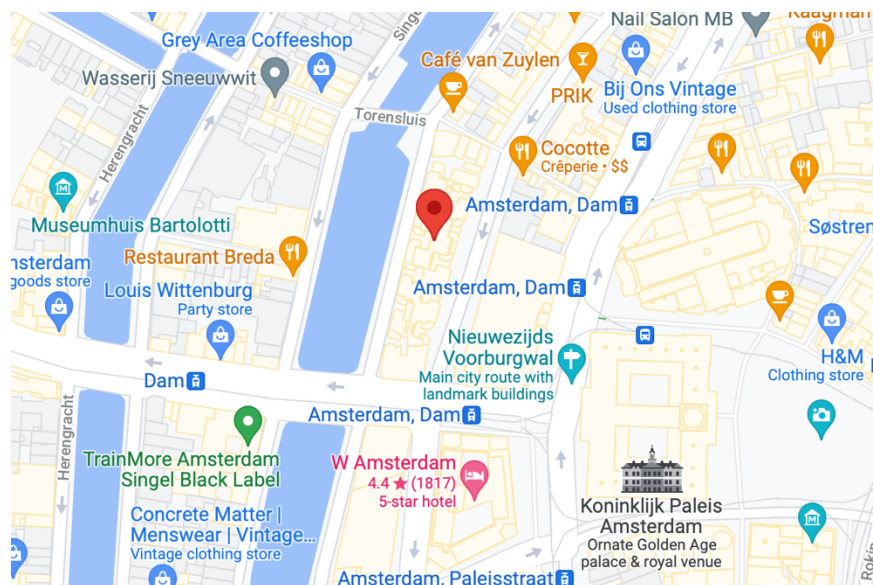 Nail Salon MB
Kaagman
Grey Area Coffeeshop
Singel
Café van Zuylen
Wasserij Sneeuwwit
PRIK
Bij Ons Vintage
Used clothing store
Torensluis
Herengracht
Cocotte
Crêperie • $$
Museumhuis Bartolotti
Amsterdam, Dam
Søstren
Restaurant Breda
msterdam
goods store
Louis Wittenburg
Party store
Amsterdam, Dam
Nieuwezijds
Voorburgwal
Main city route with
landmark buildings
H&M
Clothing store
Dam
Amsterdam, Dam
Herengracht
TrainMore Amsterdam
Singel Black Label
W Amsterdam
4.4 ★ (1817)
5-star hotel
Koninklijk Paleis
Amsterdam
Ornate Golden Age
palace & royal venue
Concrete Matter |
Menswear | Vintage...
Vintage clothing store
Rokin
Amsterdam, Paleisstraat